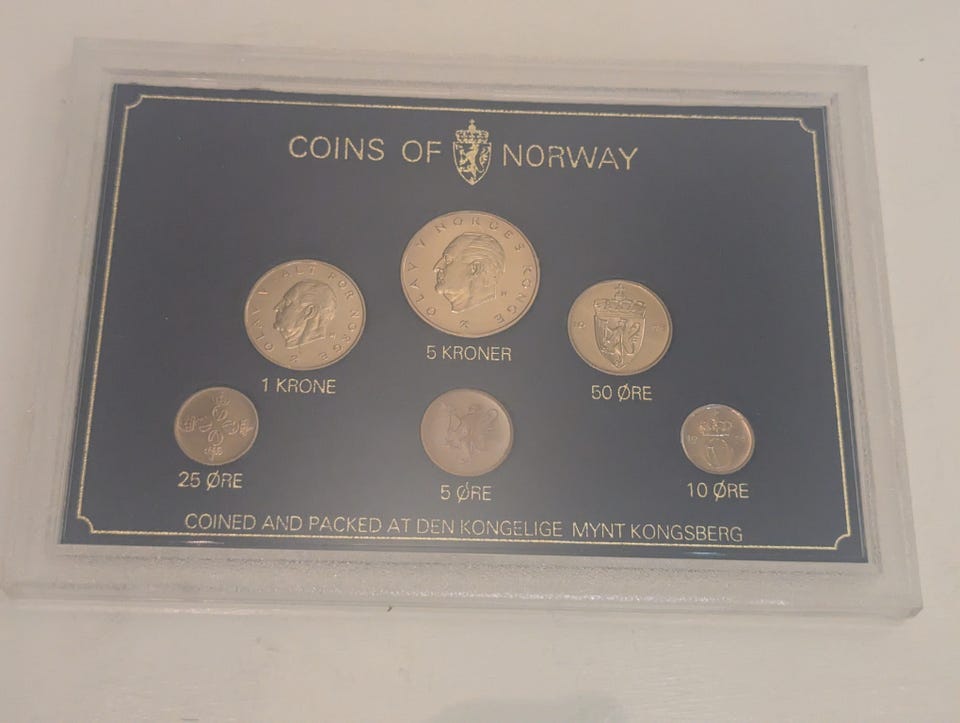 COINS OF NORWAY
OLAV V NORGES KONGE
5 KRONER
OLAV V ALT FOR NORGE
1 KRONE
50 ØRE
25 ØRE
5 ØRE
10 ØRE
COINED AND PACKED AT DEN KONGELIGE MYNT KONGSBERG